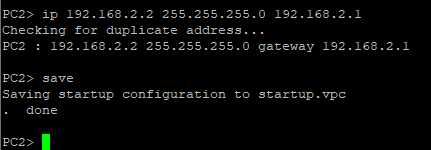 PC2> ip 192.168.2.2 255.255.255.0 192.168.2.1
Checking for duplicate address...
PC2 : 192.168.2.2 255.255.255.0 gateway 192.168.2.1
PC2> save
Saving startup configuration to startup.vpc
.  done
PC2>